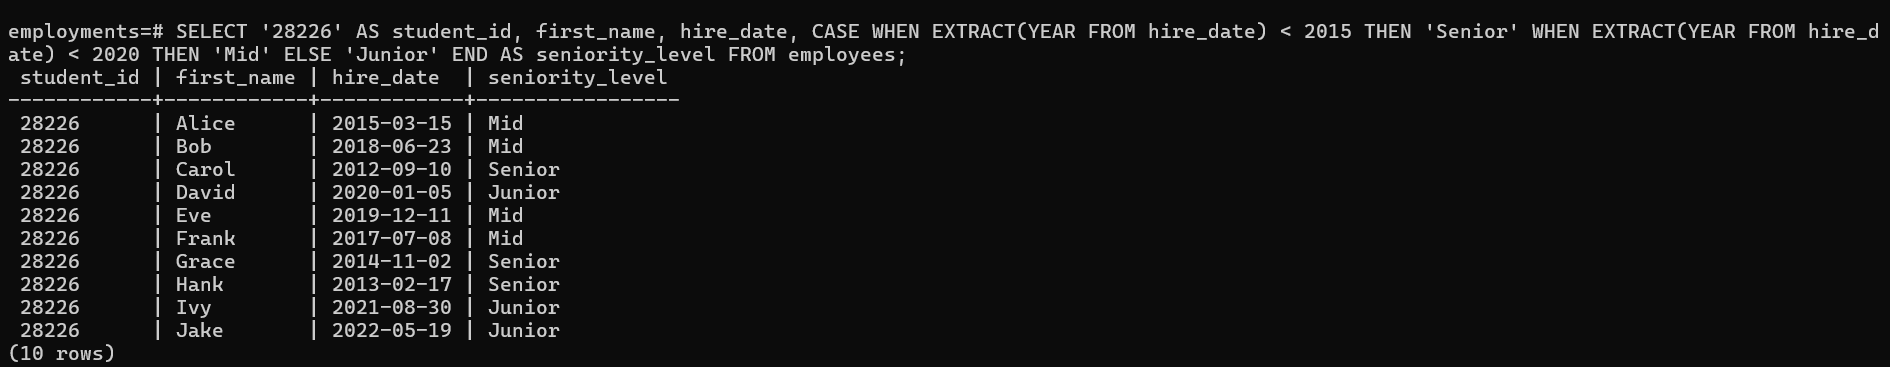 employments=# SELECT '28226' AS student_id, first_name, hire_date, CASE WHEN EXTRACT(YEAR FROM hire_date) < 2015 THEN 'Senior' WHEN EXTRACT(YEAR FROM hire_d
ate) < 2020 THEN 'Mid' ELSE 'Junior' END AS seniority_level FROM employees;
 student_id | first_name | hire_date  | seniority_level
------------+------------+------------+-----------------
 28226      | Alice      | 2015-03-15 | Mid
 28226      | Bob        | 2018-06-23 | Mid
 28226      | Carol      | 2012-09-10 | Senior
 28226      | David      | 2020-01-05 | Junior
 28226      | Eve        | 2019-12-11 | Mid
 28226      | Frank      | 2017-07-08 | Mid
 28226      | Grace      | 2014-11-02 | Senior
 28226      | Hank       | 2013-02-17 | Senior
 28226      | Ivy        | 2021-08-30 | Junior
 28226      | Jake       | 2022-05-19 | Junior
(10 rows)